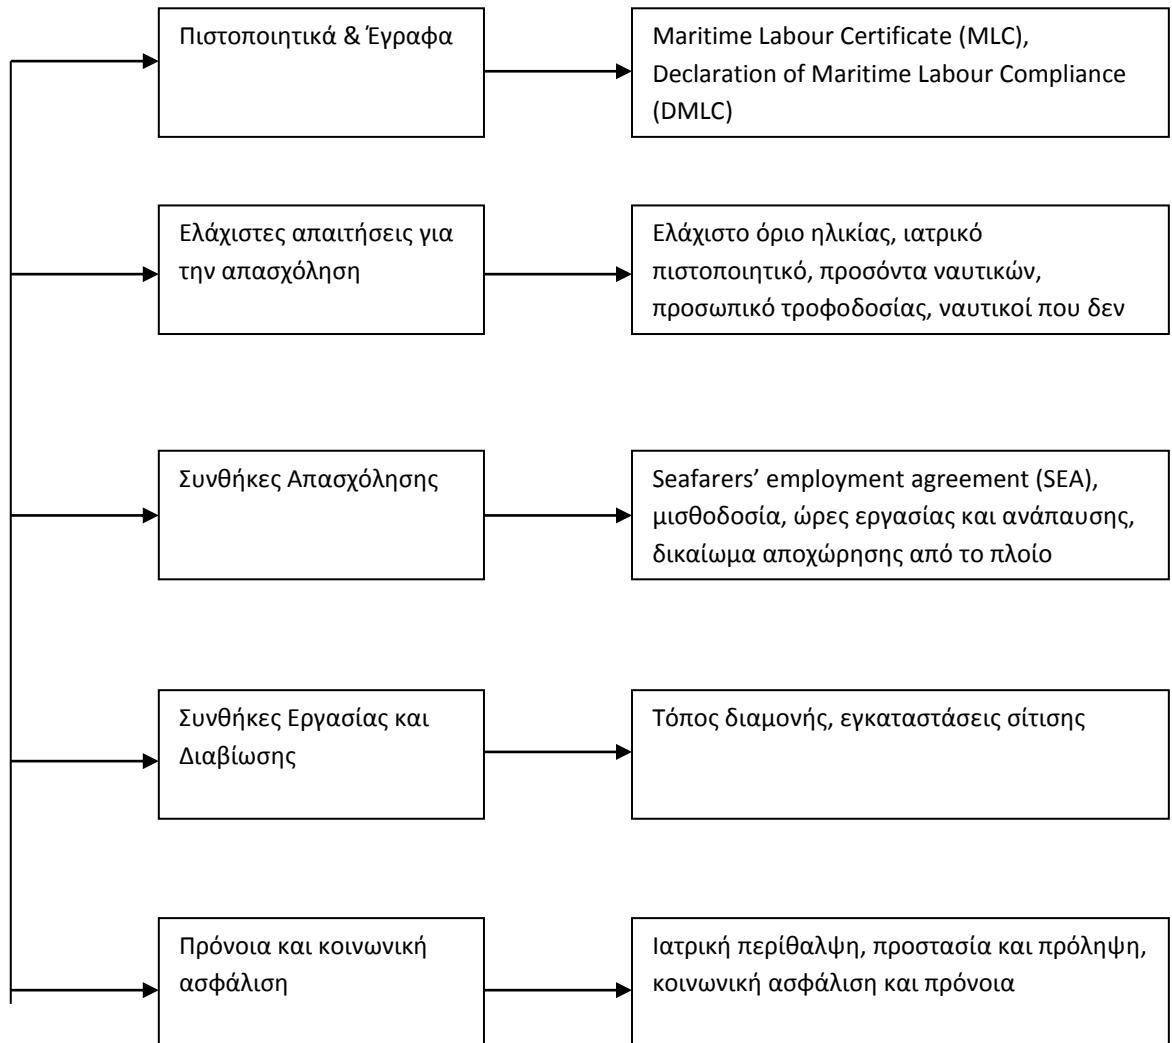 Πιστοποιητικά & Έγραφα
Maritime Labour Certificate (MLC),
Declaration of Maritime Labour Compliance
(DMLC)
Ελάχιστες απαιτήσεις για
την απασχόληση
Ελάχιστο όριο ηλικίας, ιατρικό
πιστοποιητικό, προσόντα ναυτικών,
προσωπικό τροφοδοσίας, ναυτικοί που δεν
Συνθήκες Απασχόλησης
Seafarers’ employment agreement (SEA),
μισθοδοσία, ώρες εργασίας και ανάπαυσης,
δικαίωμα αποχώρησης από το πλοίο
Συνθήκες Εργασίας και
Διαβίωσης
Τόπος διαμονής, εγκαταστάσεις σίτισης
Πρόνοια και κοινωνική
ασφάλιση
Ιατρική περίθαλψη, προστασία και πρόληψη,
κοινωνική ασφάλιση και πρόνοια